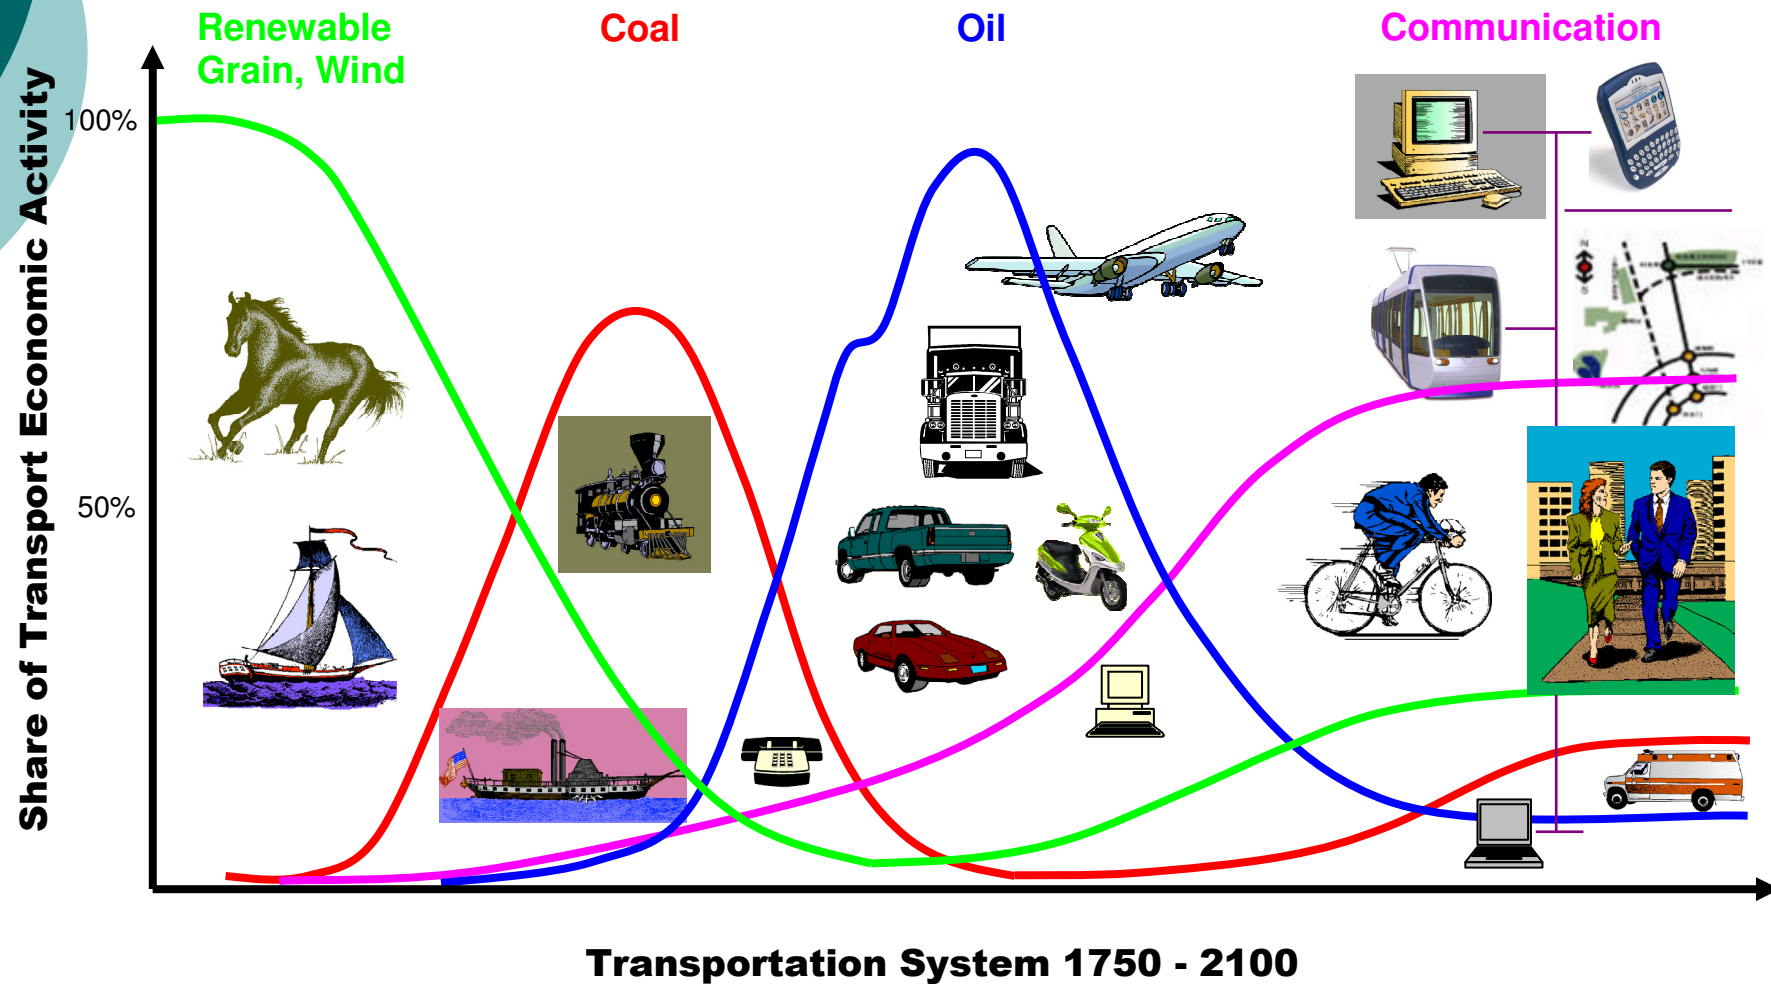 Renewable
Grain, Wind
Coal
Oil
Communication
Share of Transport Economic Activity
100%
50%
N
S
Transportation System 1750 - 2100